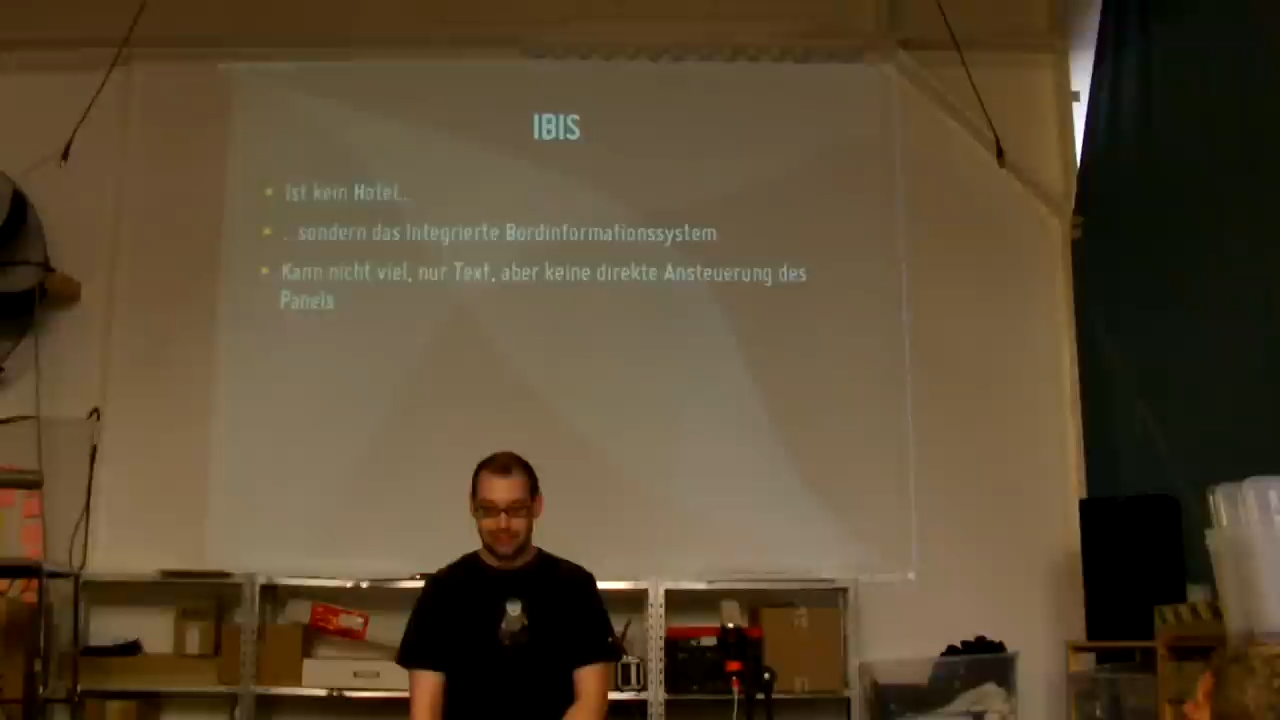 IBIS
• Ist kein Hotel...
• ...sondern das Integrierte Bordinformationssystem
• Kann nicht viel, nur Text, aber keine direkte Ansteuerung des
Panels